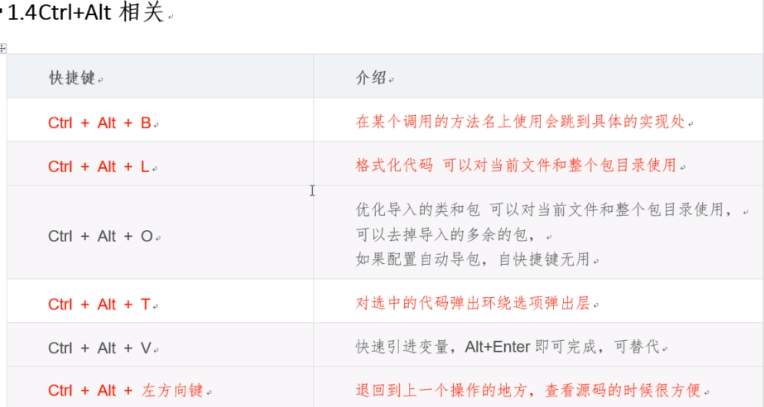 1.4Ctrl+Alt 相关
快捷键 介绍
Ctrl + Alt + B 在某个调用的方法名上使用会跳到具体的实现处
Ctrl + Alt + L 格式化代码 可以对当前文件和整个包目录使用
Ctrl + Alt + O 优化导入的类和包 可以对当前文件和整个包目录使用，
可以去掉导入的多余的包，
如果配置自动导包，自快捷键无用
Ctrl + Alt + T 对选中的代码弹出环绕选项弹出层
Ctrl + Alt + V 快速引进变量，Alt+Enter 即可完成，可替代
Ctrl + Alt + 左方向键 退回到上一个操作的地方，查看源码的时候很方便